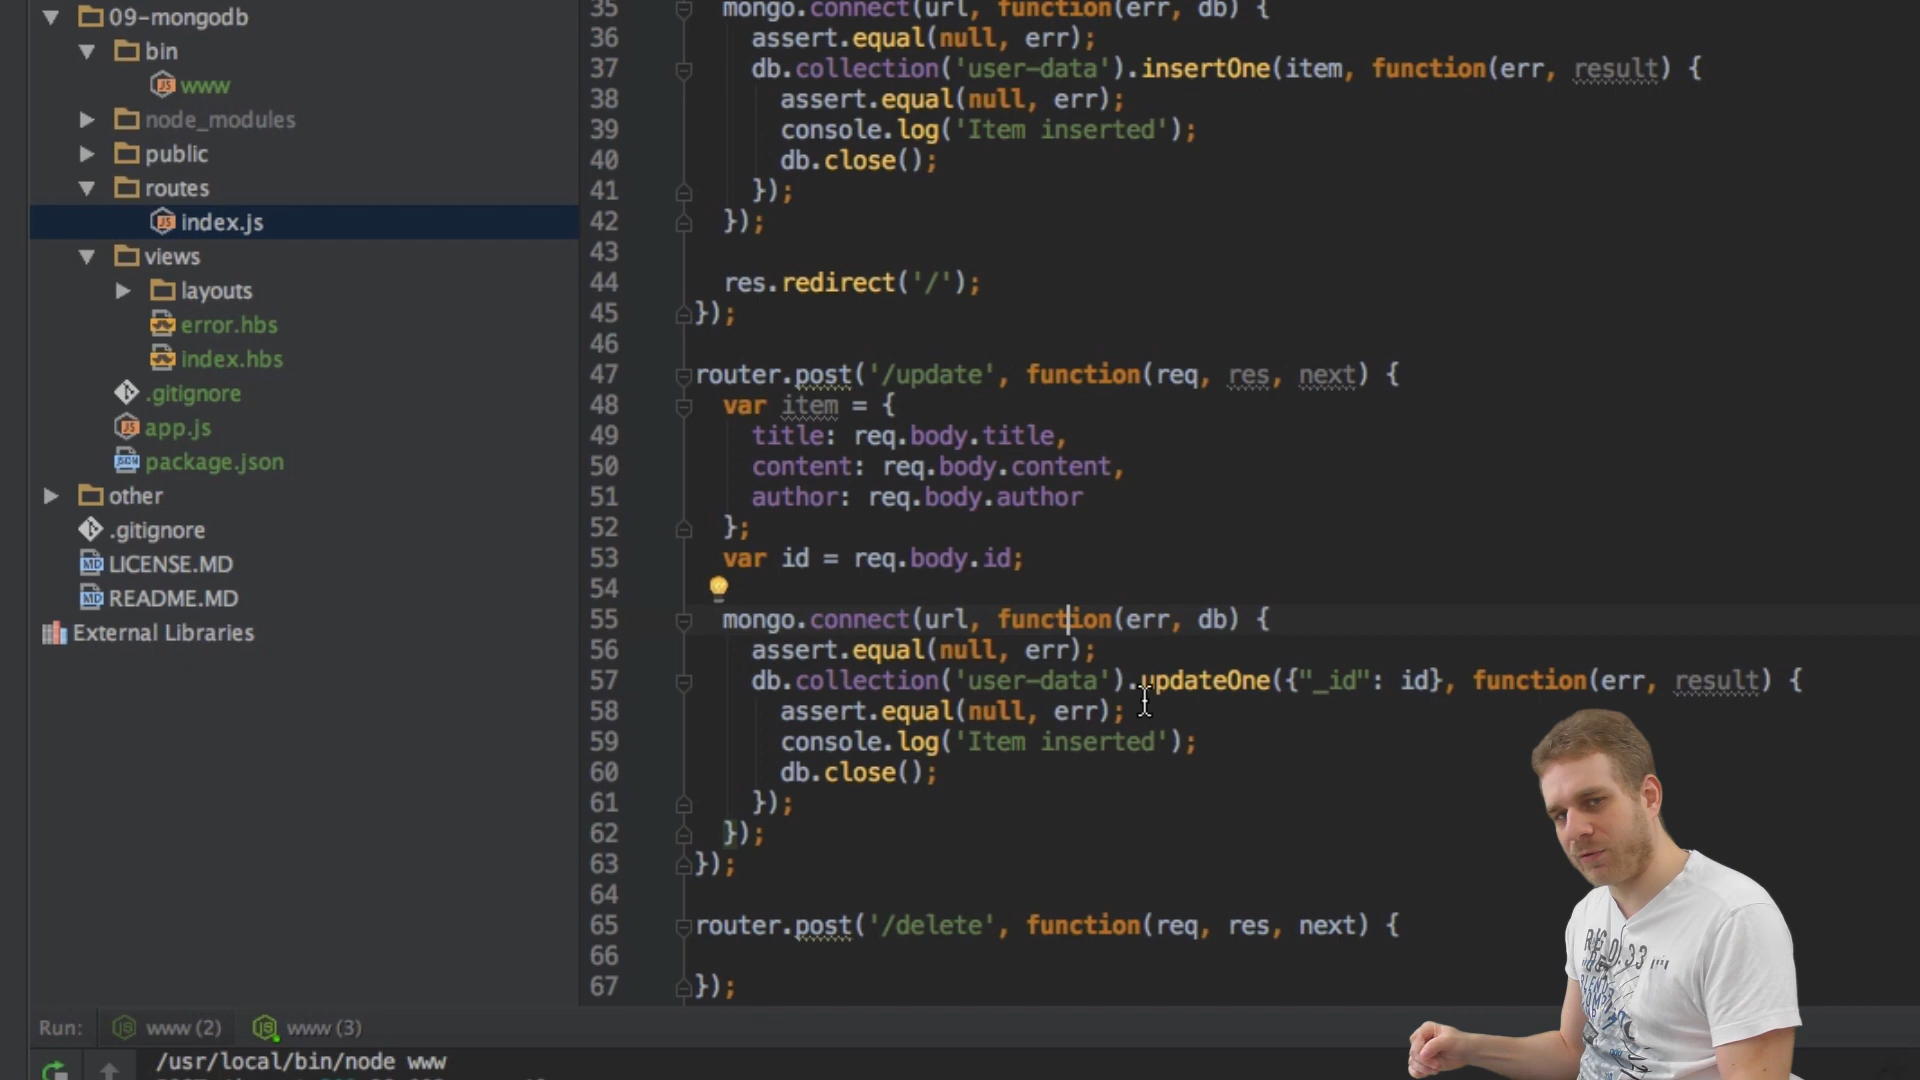 09-mongodb
bin
www
node_modules
public
routes
index.js
views
layouts
error.hbs
index.hbs
.gitignore
app.js
package.json
other
.gitignore
LICENSE.MD
README.MD
External Libraries
35 mongo.connect(url, function(err, db) {
36 assert.equal(null, err);
37 db.collection('user-data').insertOne(item, function(err, result) {
38 assert.equal(null, err);
39 console.log('Item inserted');
40 db.close();
41 });
42 });
43
44 res.redirect('/');
45 });
46
47 router.post('/update', function(req, res, next) {
48 var item = {
49 title: req.body.title,
50 content: req.body.content,
51 author: req.body.author
52 };
53 var id = req.body.id;
54
55 mongo.connect(url, function(err, db) {
56 assert.equal(null, err);
57 db.collection('user-data').updateOne({"_id": id}, function(err, result) {
58 assert.equal(null, err);
59 console.log('Item inserted');
60 db.close();
61 });
62 });
63 });
64
65 router.post('/delete', function(req, res, next) {
66
67 });
Run: www (2) www (3)
/usr/local/bin/node www